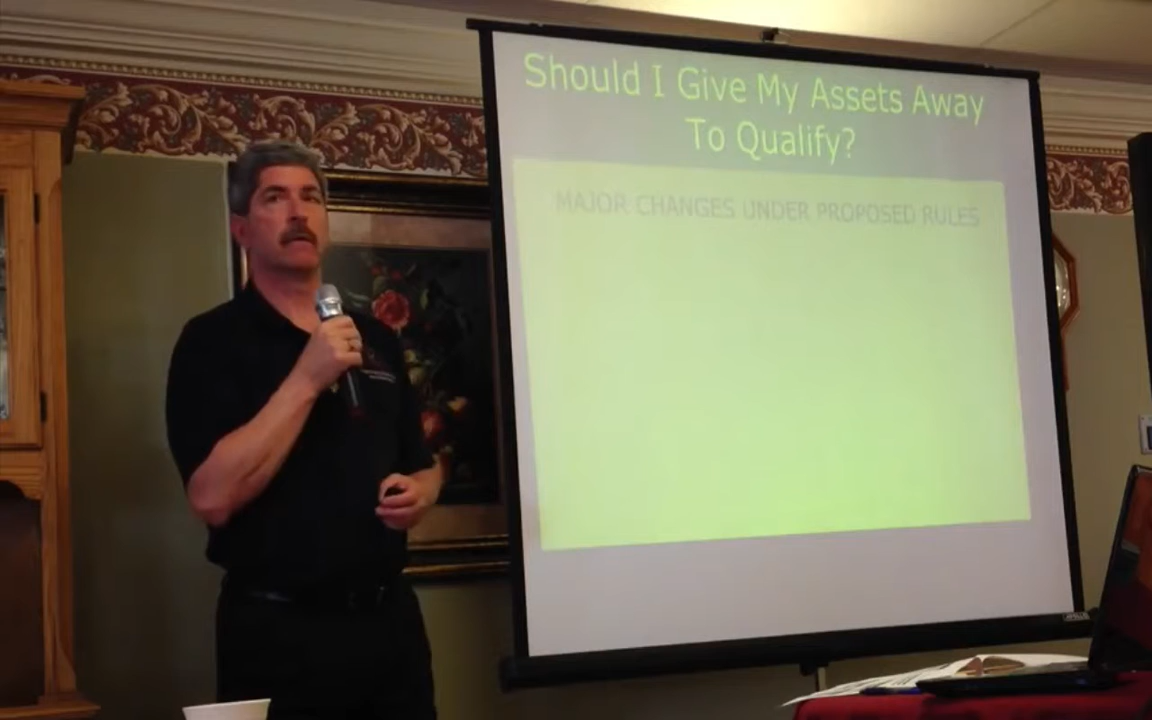 Should I Give My Assets Away
To Qualify?
MAJOR CHANGES UNDER PROPOSED RULES